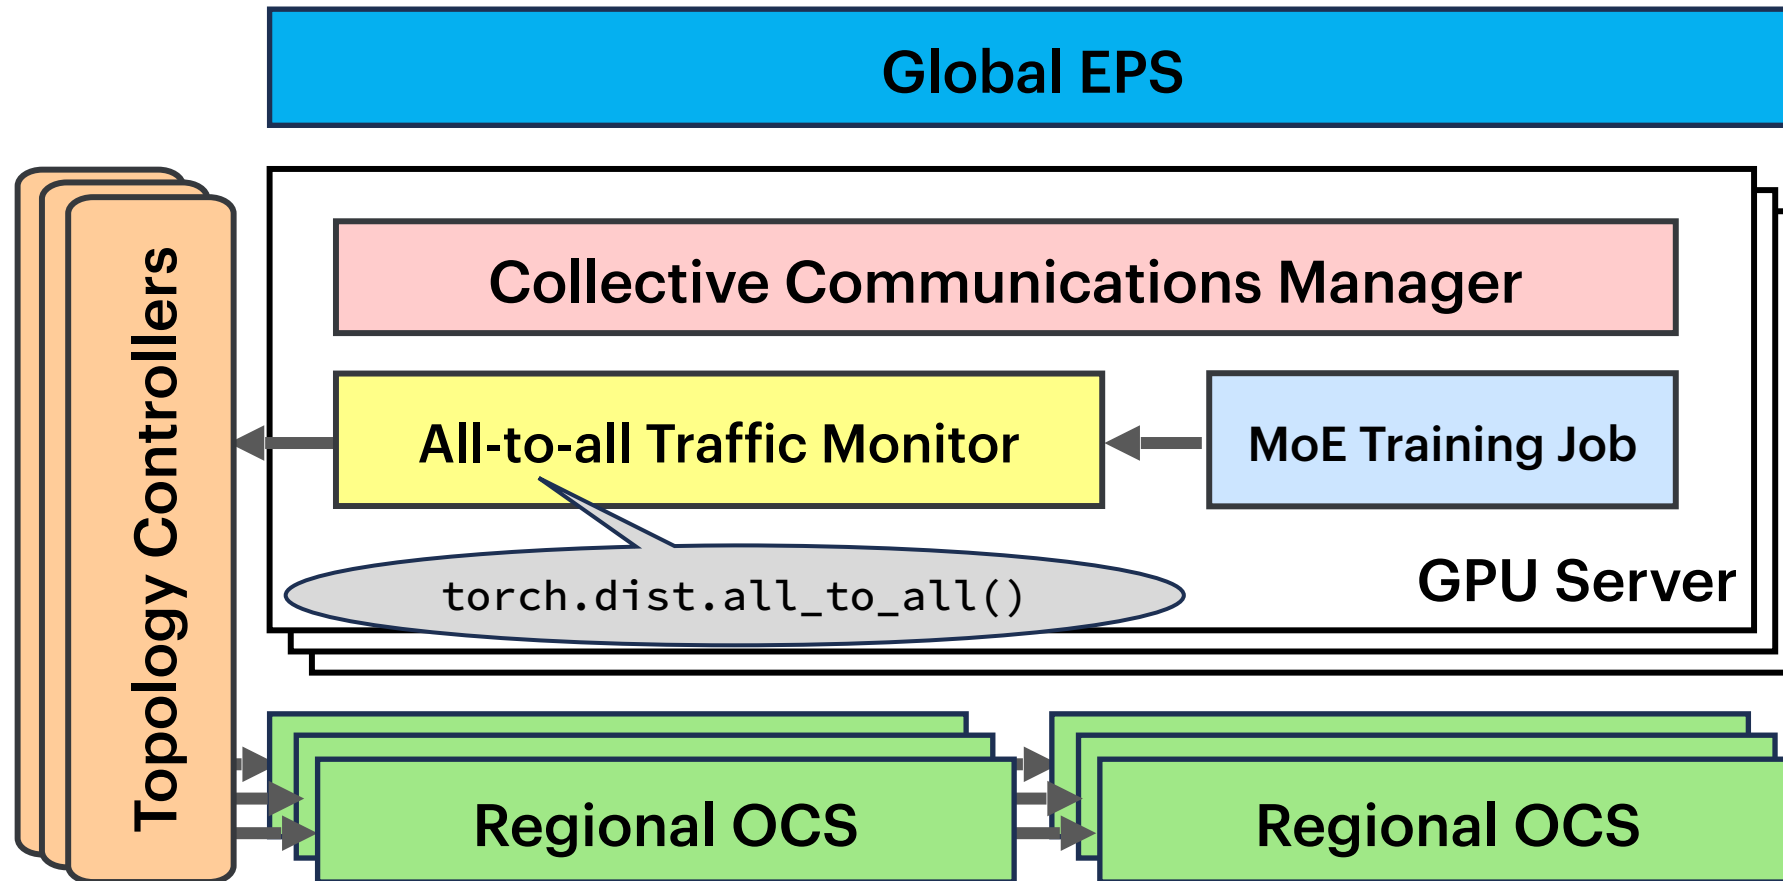 Global EPS
Topology Controllers
Collective Communications Manager
All-to-all Traffic Monitor
MoE Training Job
torch.dist.all_to_all()
GPU Server
Regional OCS
Regional OCS